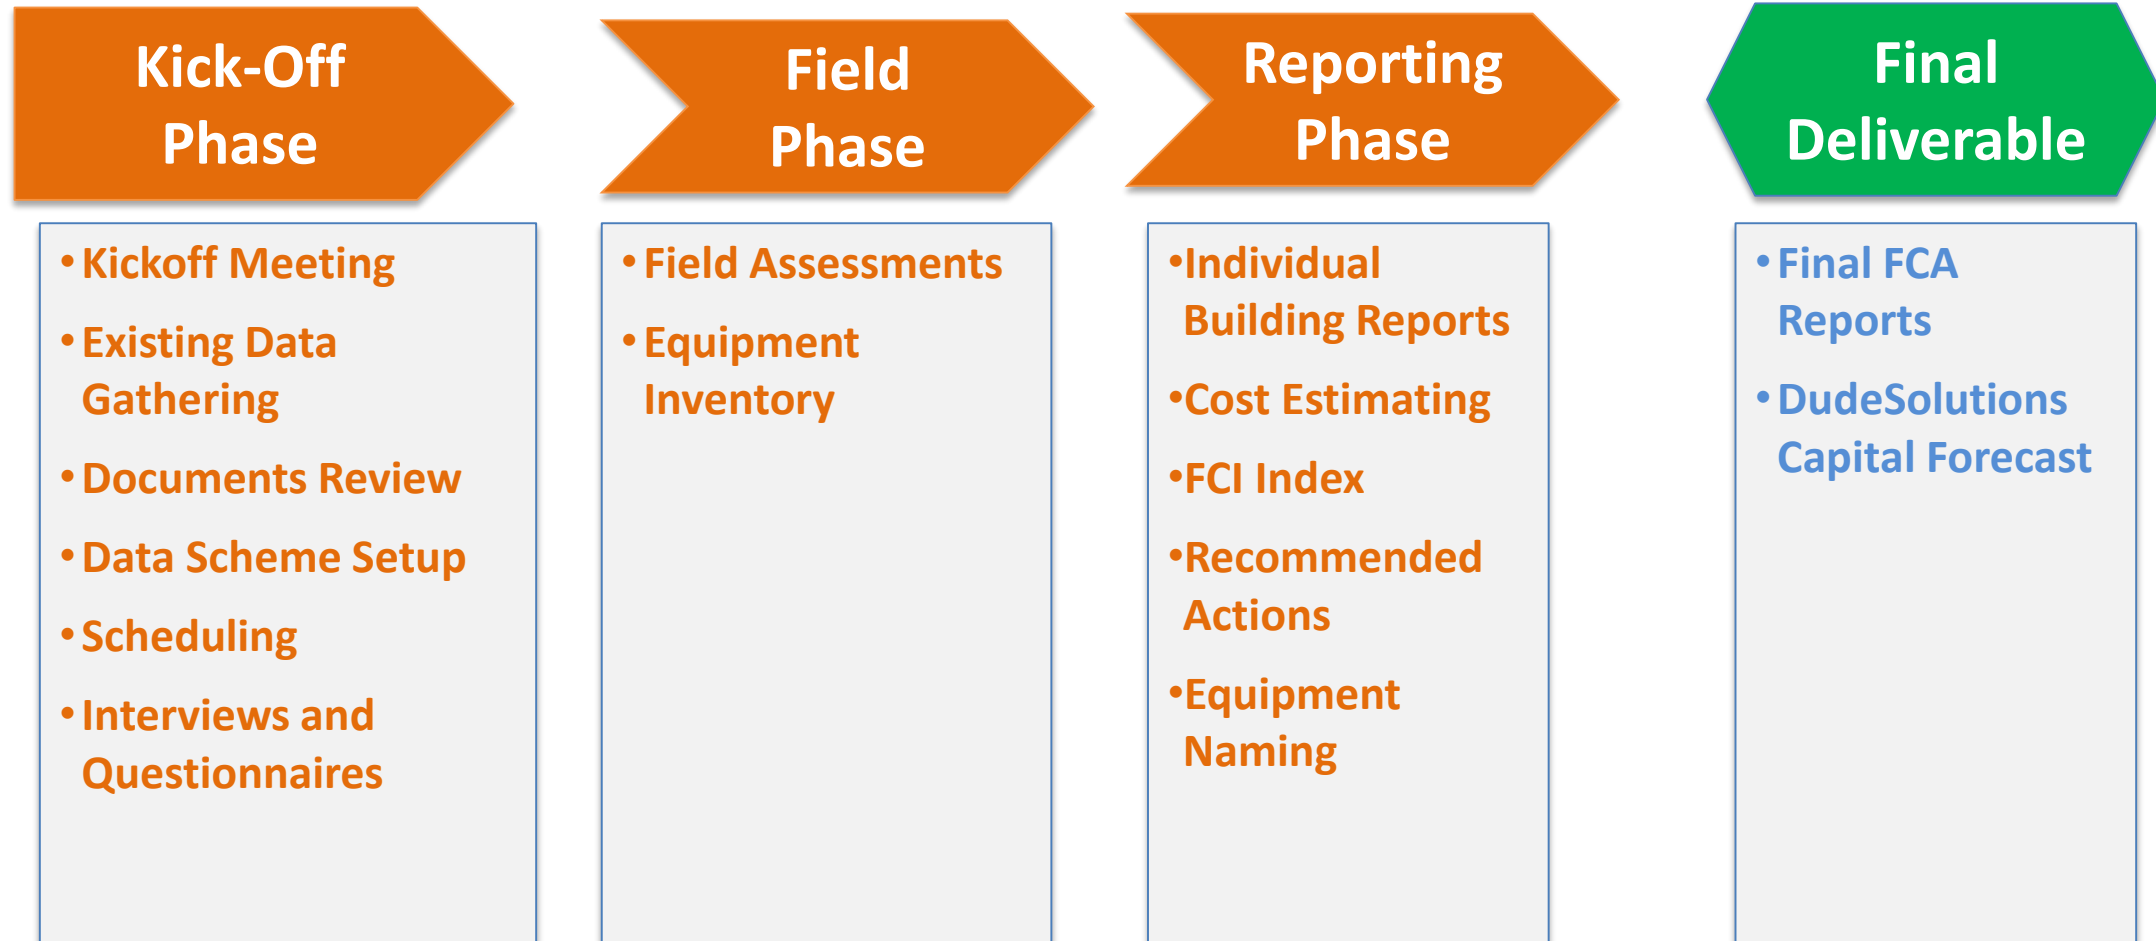 Kick-Off
Phase
• Kickoff Meeting
• Existing Data
Gathering
• Documents Review
• Data Scheme Setup
• Scheduling
• Interviews and
Questionnaires
Field
Phase
• Field Assessments
• Equipment
Inventory
Reporting
Phase
•Individual
Building Reports
•Cost Estimating
•FCI Index
•Recommended
Actions
•Equipment
Naming
Final
Deliverable
• Final FCA
Reports
• DudeSolutions
Capital Forecast